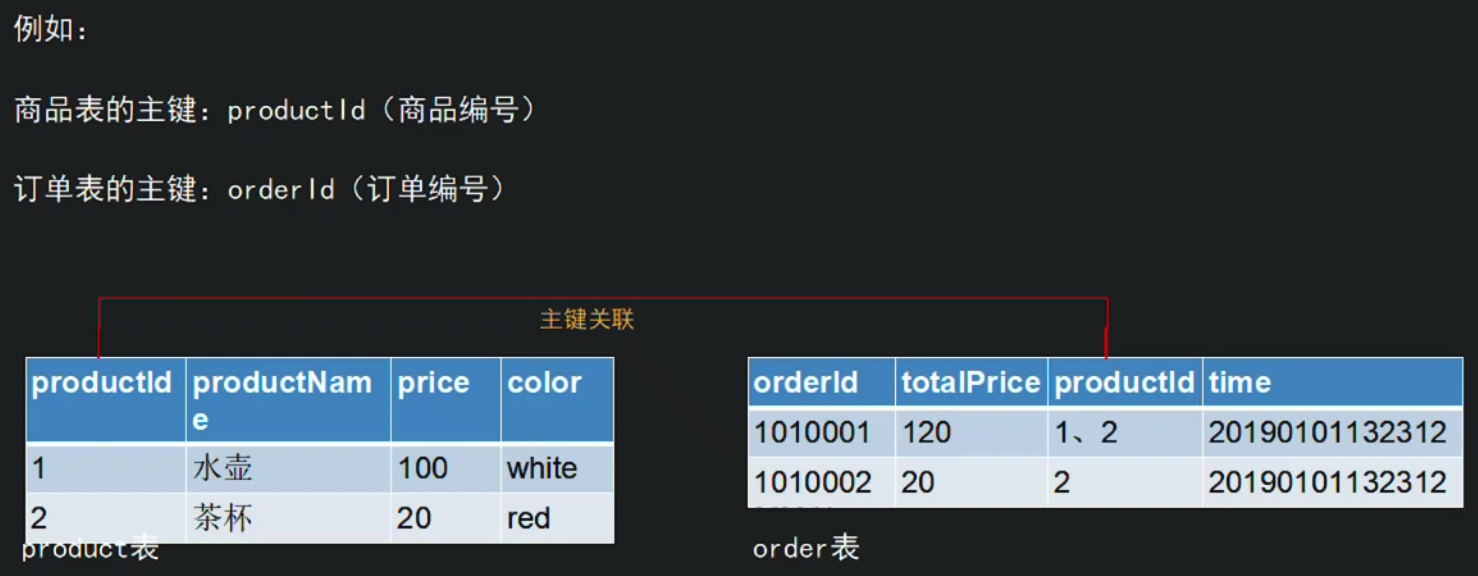 例如：
商品表的主键：productId（商品编号）
订单表的主键：orderId（订单编号）
主键关联
productId productName price color
1 水壶 100 white
2 茶杯 20 red
product表
orderId totalPrice productId time
1010001 120 1、2 20190101132312
1010002 20 2 20190101132312
order表